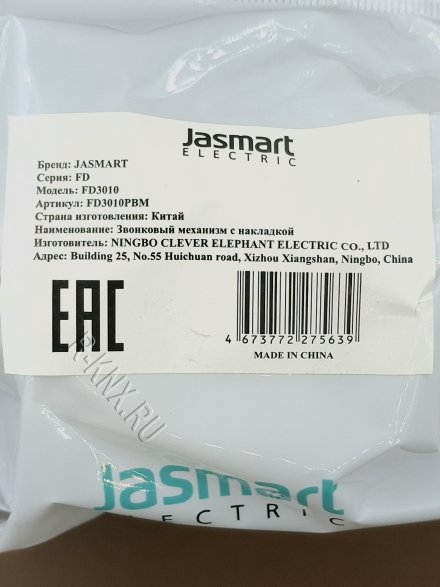 Jasmart
ELECTRIC
Бренд: JASMART
Серия: FD
Модель: FD3010
Артикул: FD3010PBM
Страна изготовления: Китай
Наименование: Звонковый механизм с накладкой
Изготовитель: NINGBO CLEVER ELEPHANT ELECTRIC CO., LTD
Адрес: Building 25, No.55 Huichuan road, Xizhou Xiangshan, Ningbo, China
EAC
4 673772 275639
MADE IN CHINA
R-KNX.RU
Jasmart
ELECTRIC